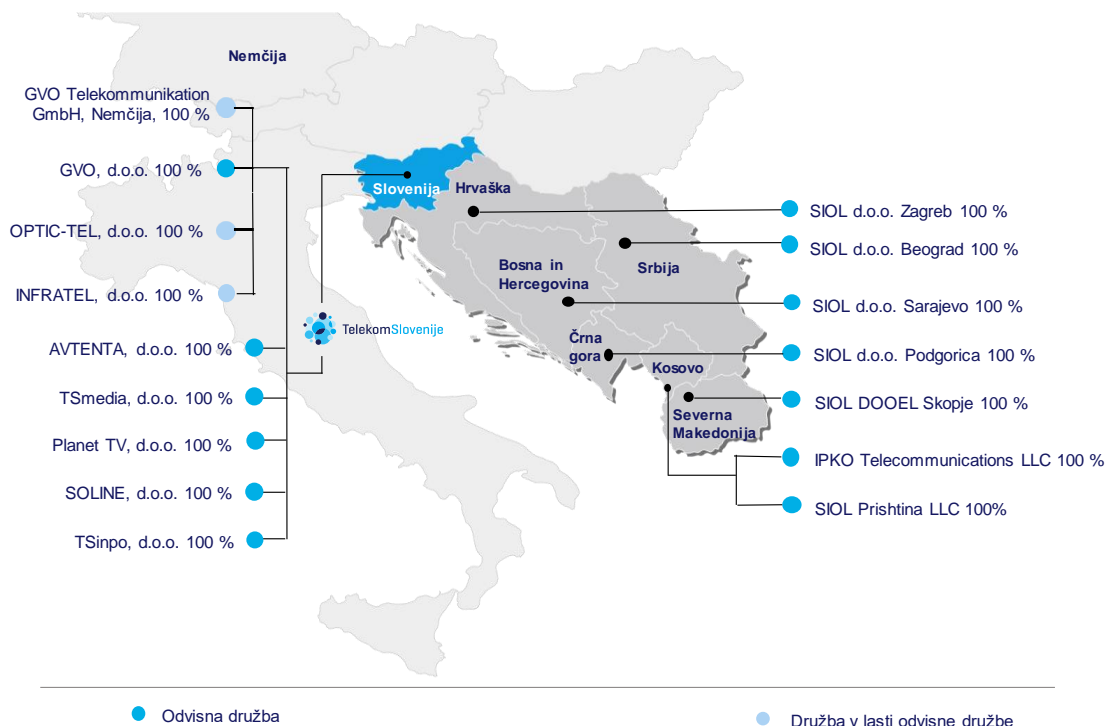 Nemčija
GVO Telekommunikation
GmbH, Nemčija, 100 %
GVO, d.o.o. 100 %
OPTIC-TEL, d.o.o. 100 %
INFRATEL, d.o.o. 100 %
AVTENTA, d.o.o. 100 %
TSmedia, d.o.o. 100 %
Planet TV, d.o.o. 100 %
SOLINE, d.o.o. 100 %
TSinpo, d.o.o. 100 %
TelekomSlovenije
Slovenija
Hrvaška
Bosna in
Hercegovina
Srbija
Črna
gora
Kosovo
Severna
Makedonija
SIOL d.o.o. Zagreb 100 %
SIOL d.o.o. Beograd 100 %
SIOL d.o.o. Sarajevo 100 %
SIOL d.o.o. Podgorica 100 %
SIOL DOOEL Skopje 100 %
IPKO Telecommunications LLC 100 %
SIOL Prishtina LLC 100%
Odvisna družba
Družba v lasti odvisne družbe